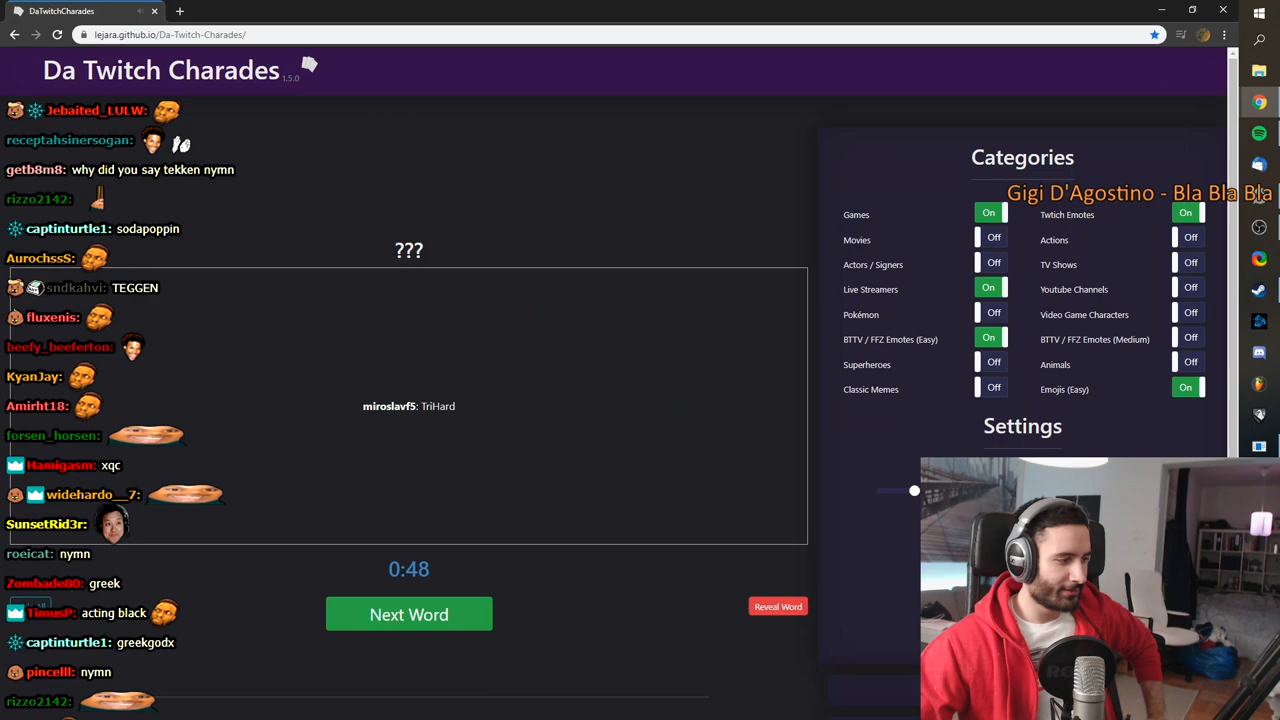 DaTwitchCharades
lejara.github.io/Da-Twitch-Charades/
Da Twitch Charades 1.5.0
Jebaited_LULW:
receptahsinersogan:
getb8m8: why did you say tekken nymn
rizzo2142:
captinturtle1: sodapoppin
AurochssS:
sndkahvi: TEGGEN
fluxenis:
beefy_beeferton:
KyanJay:
Amirht18:
forsen_horsen:
Hamigasm: xqc
widehardo__7:
SunsetRid3r:
roeicat: nymn
Zombade80: greek
TimusP: acting black
captinturtle1: greekgodx
pincelll: nymn
rizzo2142:
???
miroslavf5: TriHard
0:48
Next Word
Reveal Word
Categories
Gigi D'Agostino - Bla Bla Bla
Games On Twtich Emotes On
Movies Off Actions Off
Actors / Signers Off TV Shows Off
Live Streamers On Youtube Channels Off
Pokémon Off Video Game Characters Off
BTTV / FFZ Emotes (Easy) On BTTV / FFZ Emotes (Medium) Off
Superheroes Off Animals Off
Classic Memes Off Emojis (Easy) On
Settings